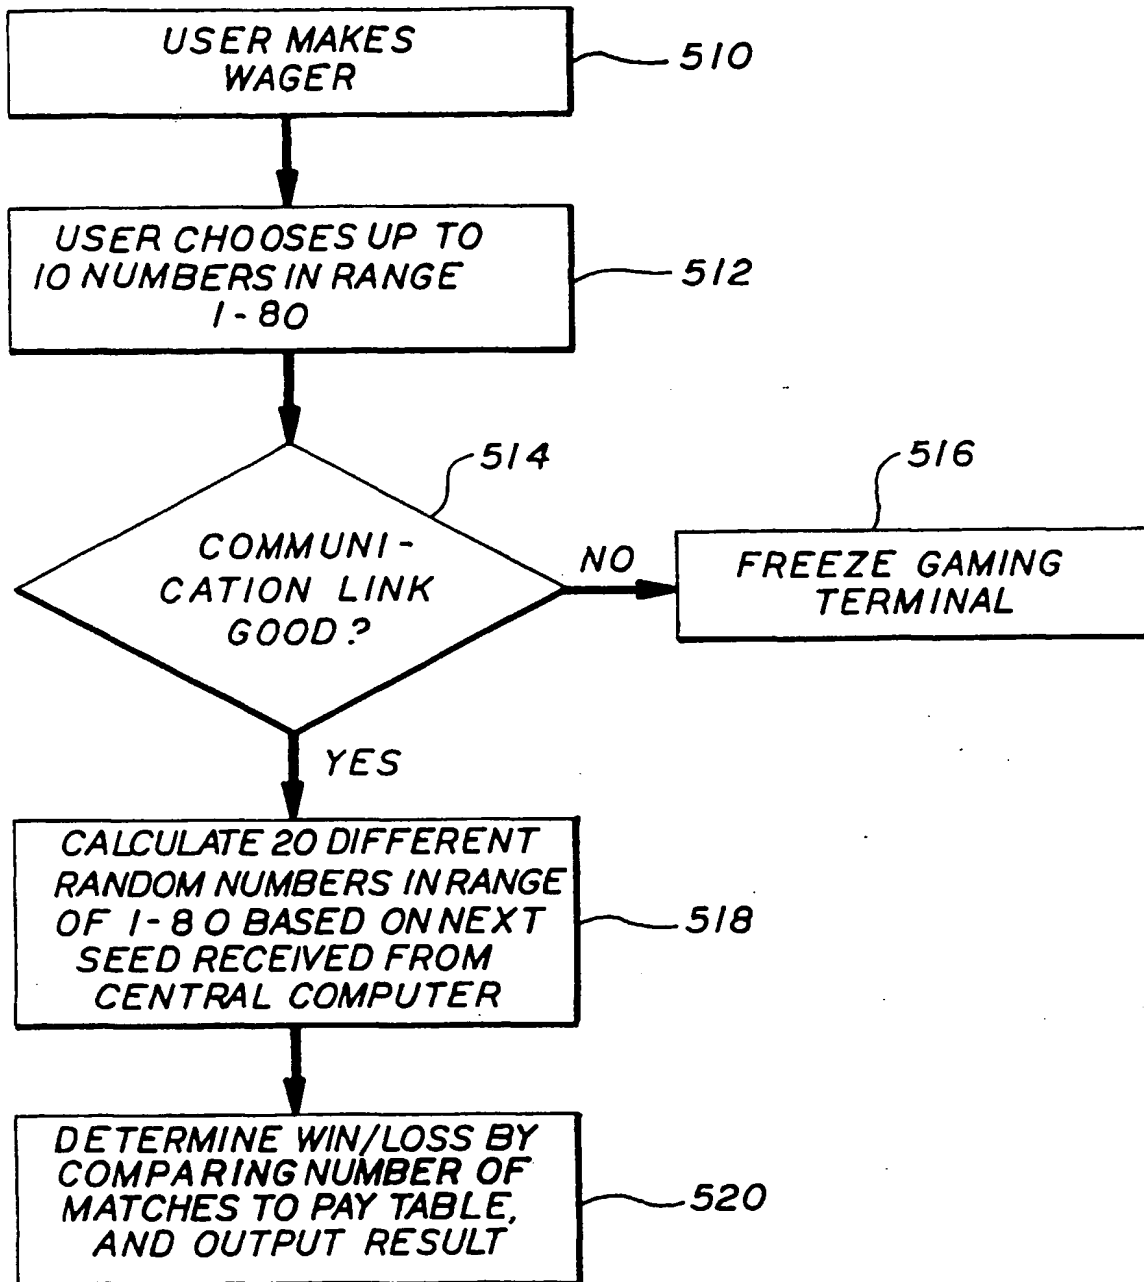 USER MAKES
WAGER
510
USER CHOOSES UP TO
10 NUMBERS IN RANGE
1-80
512
514
COMMUNI-
CATION LINK
GOOD?
NO
516
FREEZE GAMING
TERMINAL
YES
CALCULATE 20 DIFFERENT
RANDOM NUMBERS IN RANGE
OF 1-80 BASED ON NEXT
SEED RECEIVED FROM
CENTRAL COMPUTER
518
DETERMINE WIN/LOSS BY
COMPARING NUMBER OF
MATCHES TO PAY TABLE,
AND OUTPUT RESULT
520